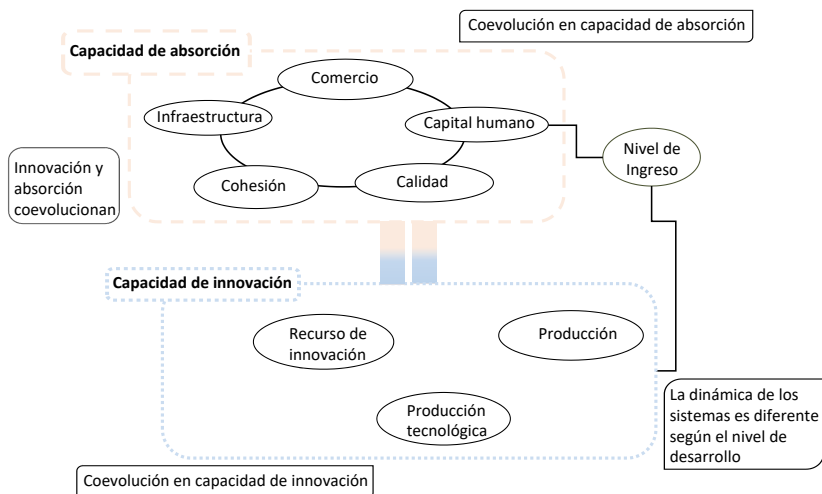 Coevolución en capacidad de absorción
Capacidad de absorción
Comercio
Infraestructura
Capital humano
Cohesión
Calidad
Nivel de
Ingreso
Innovación y
absorción
coevolucionan
Capacidad de innovación
Recurso de
innovación
Producción
Producción
tecnológica
La dinámica de los
sistemas es diferente
según el nivel de
desarrollo
Coevolución en capacidad de innovación